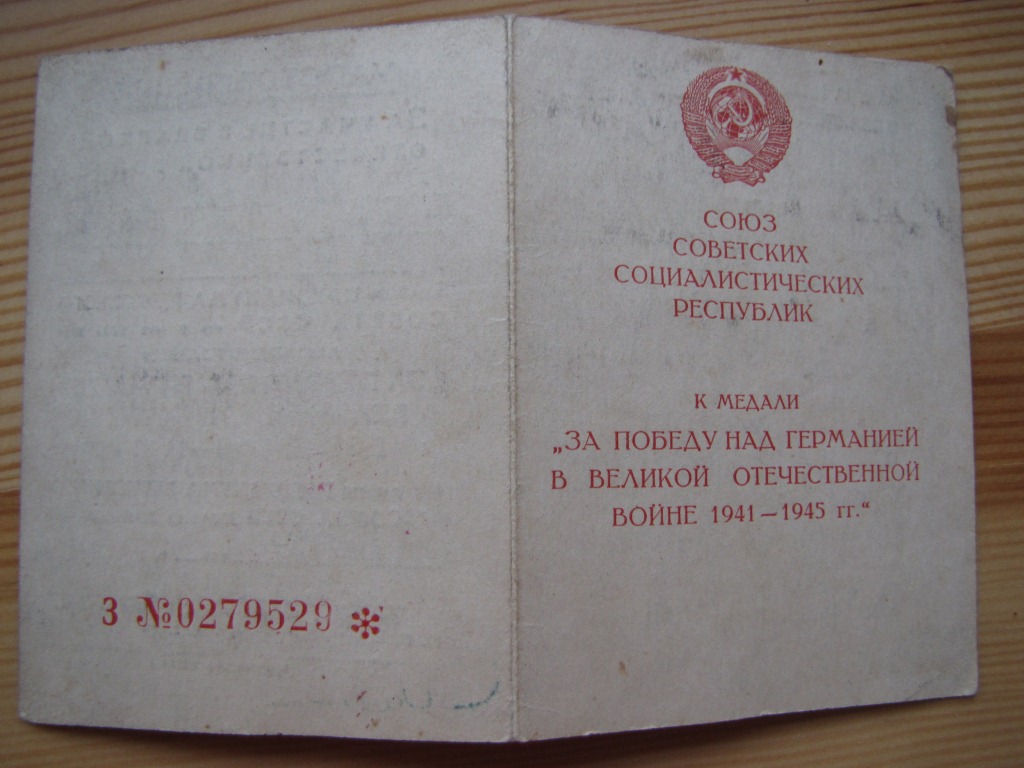 СОЮЗ
СОВЕТСКИХ
СОЦИАЛИСТИЧЕСКИХ
РЕСПУБЛИК
К МЕДАЛИ
„ЗА ПОБЕДУ НАД ГЕРМАНИЕЙ
В ВЕЛИКОЙ ОТЕЧЕСТВЕННОЙ
ВОЙНЕ 1941—1945 гг.“
З №0279529 *